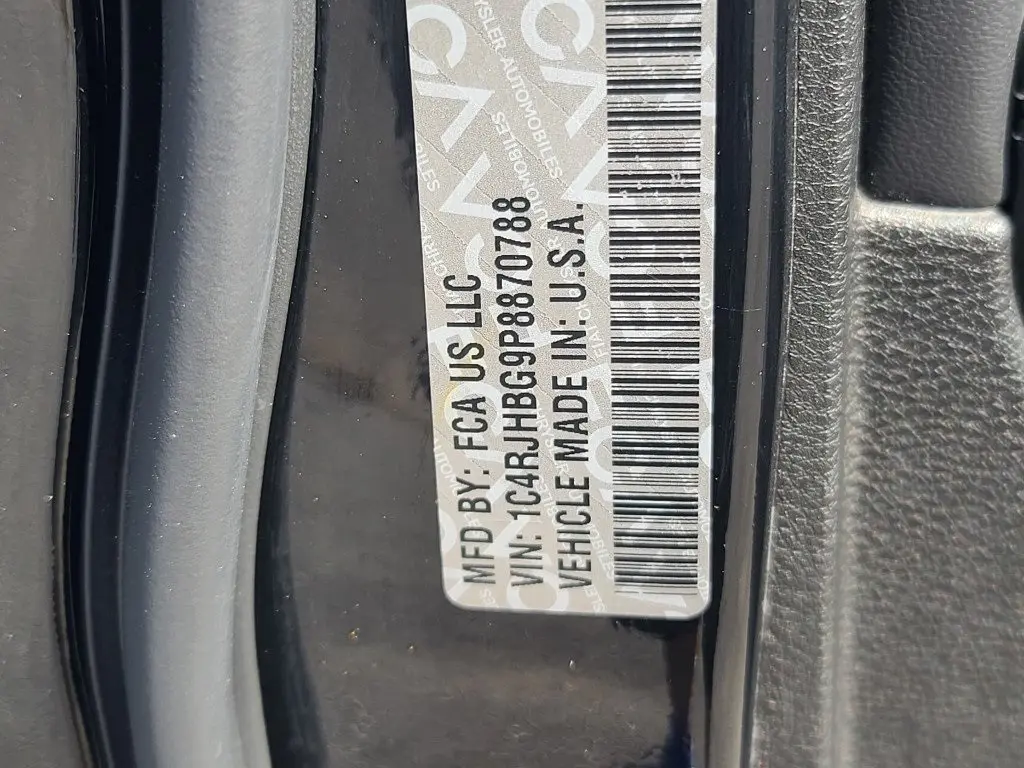 MFD BY: FCA US LLC
VIN: 1C4RJHBG9P8870788
VEHICLE MADE IN: U.S.A.